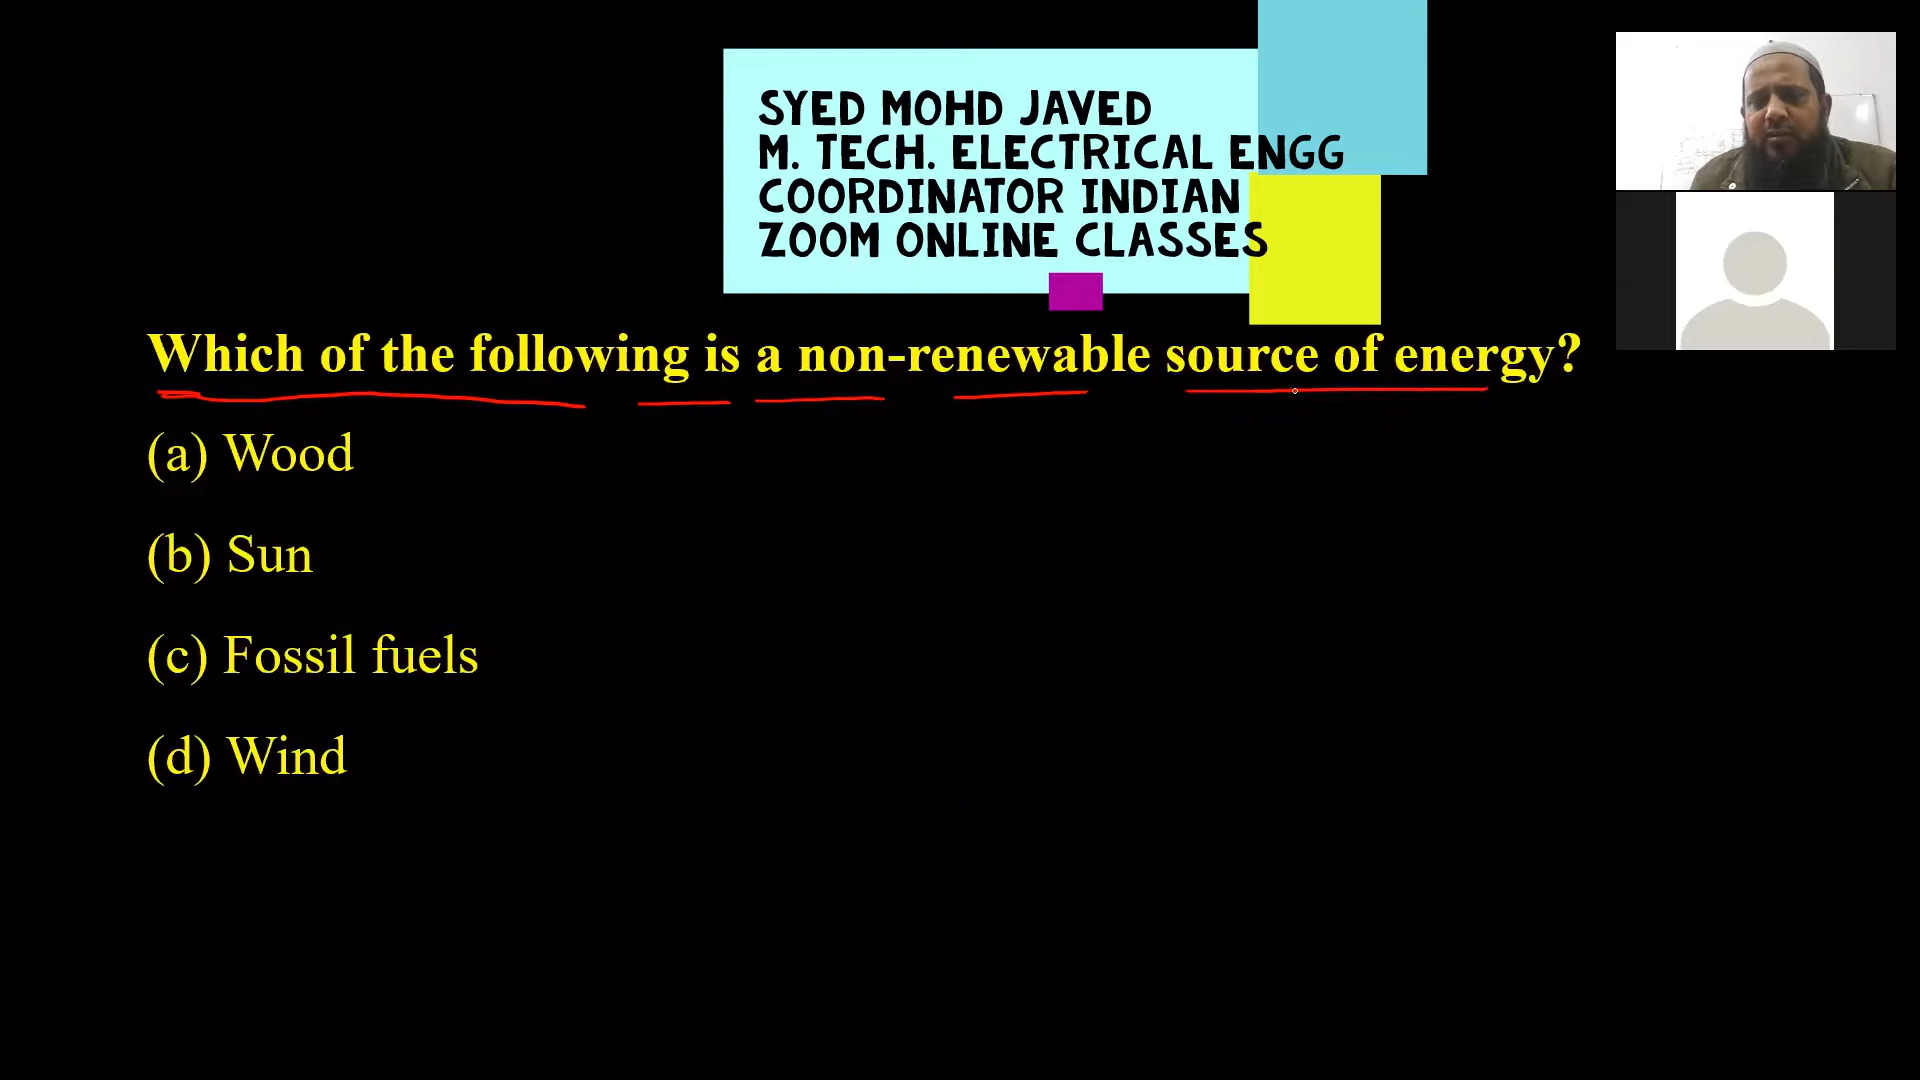 SYED MOHD JAVED
M. TECH. ELECTRICAL ENGG
COORDINATOR INDIAN
ZOOM ONLINE CLASSES
Which of the following is a non-renewable source of energy?
(a) Wood
(b) Sun
(c) Fossil fuels
(d) Wind